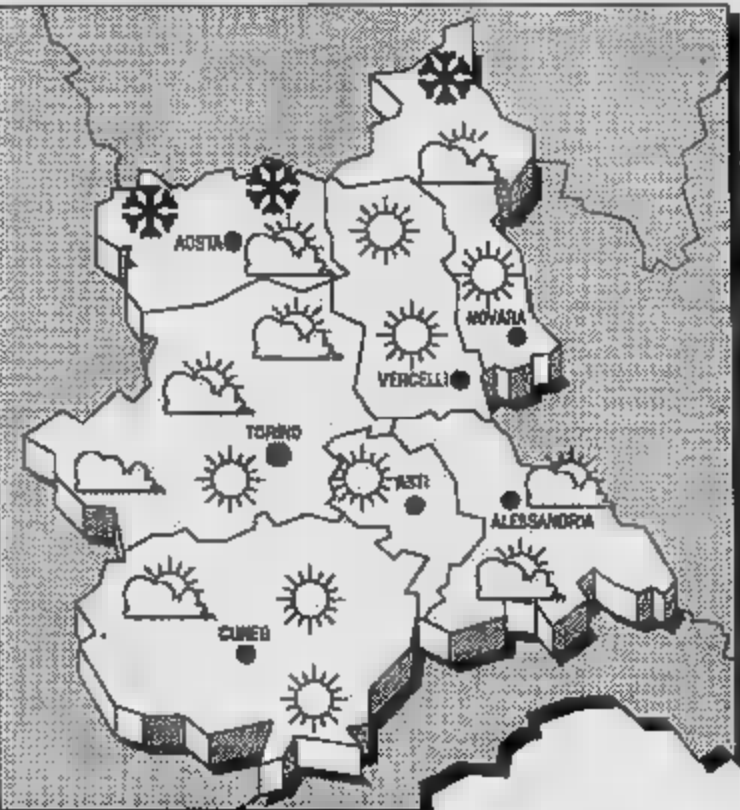 AOSTA
NOVARA
VERCELLI
TORINO
ASTI
ALESSANDRIA
CUNEO